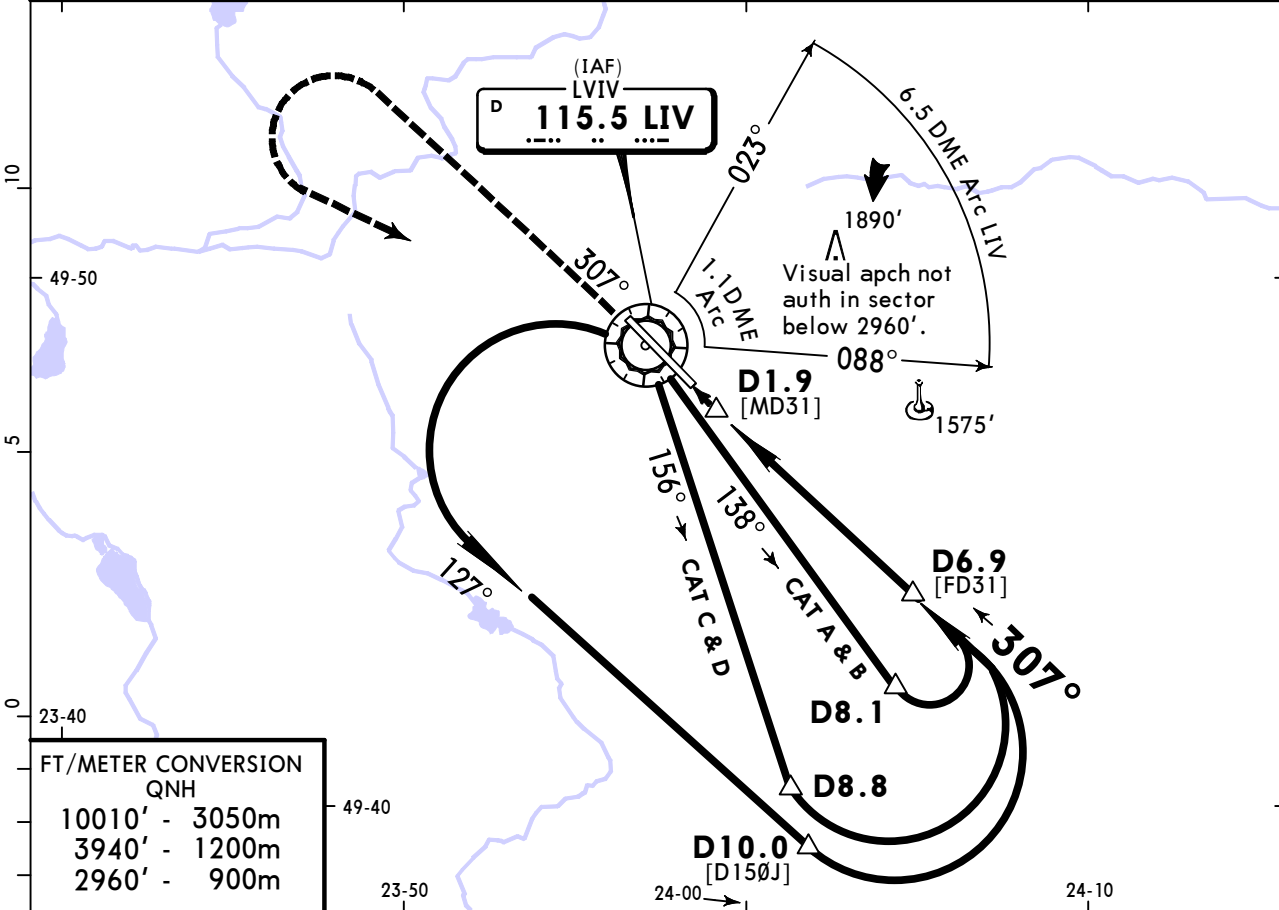 (IAF)
LVIV
D 115.5 LIV
023°
6.5 DME Arc LIV
10
1890'
49-50
307°
1.1DME
Arc
Visual apch not
auth in sector
below 2960'.
088°
D1.9
[MD31]
1575'
5
156°
CAT C & D
138°
CAT A & B
127°
D6.9
[FD31]
307°
D8.1
0
23-40
D8.8
FT/METER CONVERSION
QNH
10010' - 3050m
3940' - 1200m
2960' - 900m
49-40
D10.0
[D150J]
23-50
24-00
24-10